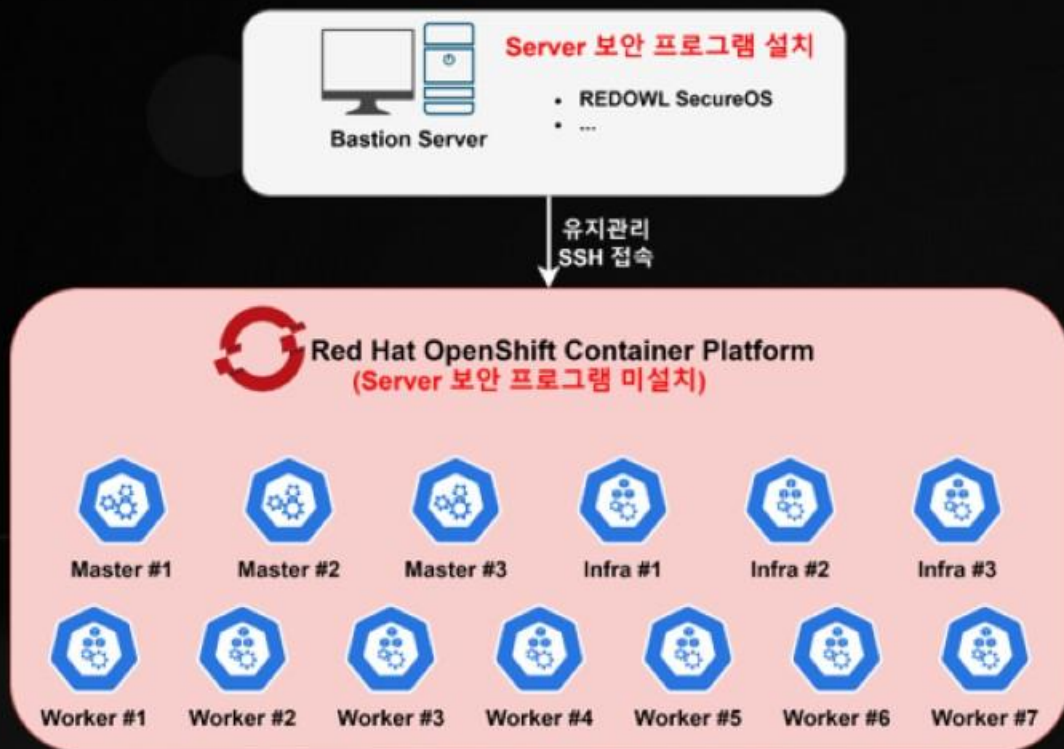 Server 보안 프로그램 설치
• REDOWL SecureOS
• ...
Bastion Server
유지관리
SSH 접속
Red Hat OpenShift Container Platform
(Server 보안 프로그램 미설치)
Master #1 Master #2 Master #3 Infra #1 Infra #2 Infra #3
Worker #1 Worker #2 Worker #3 Worker #4 Worker #5 Worker #6 Worker #7